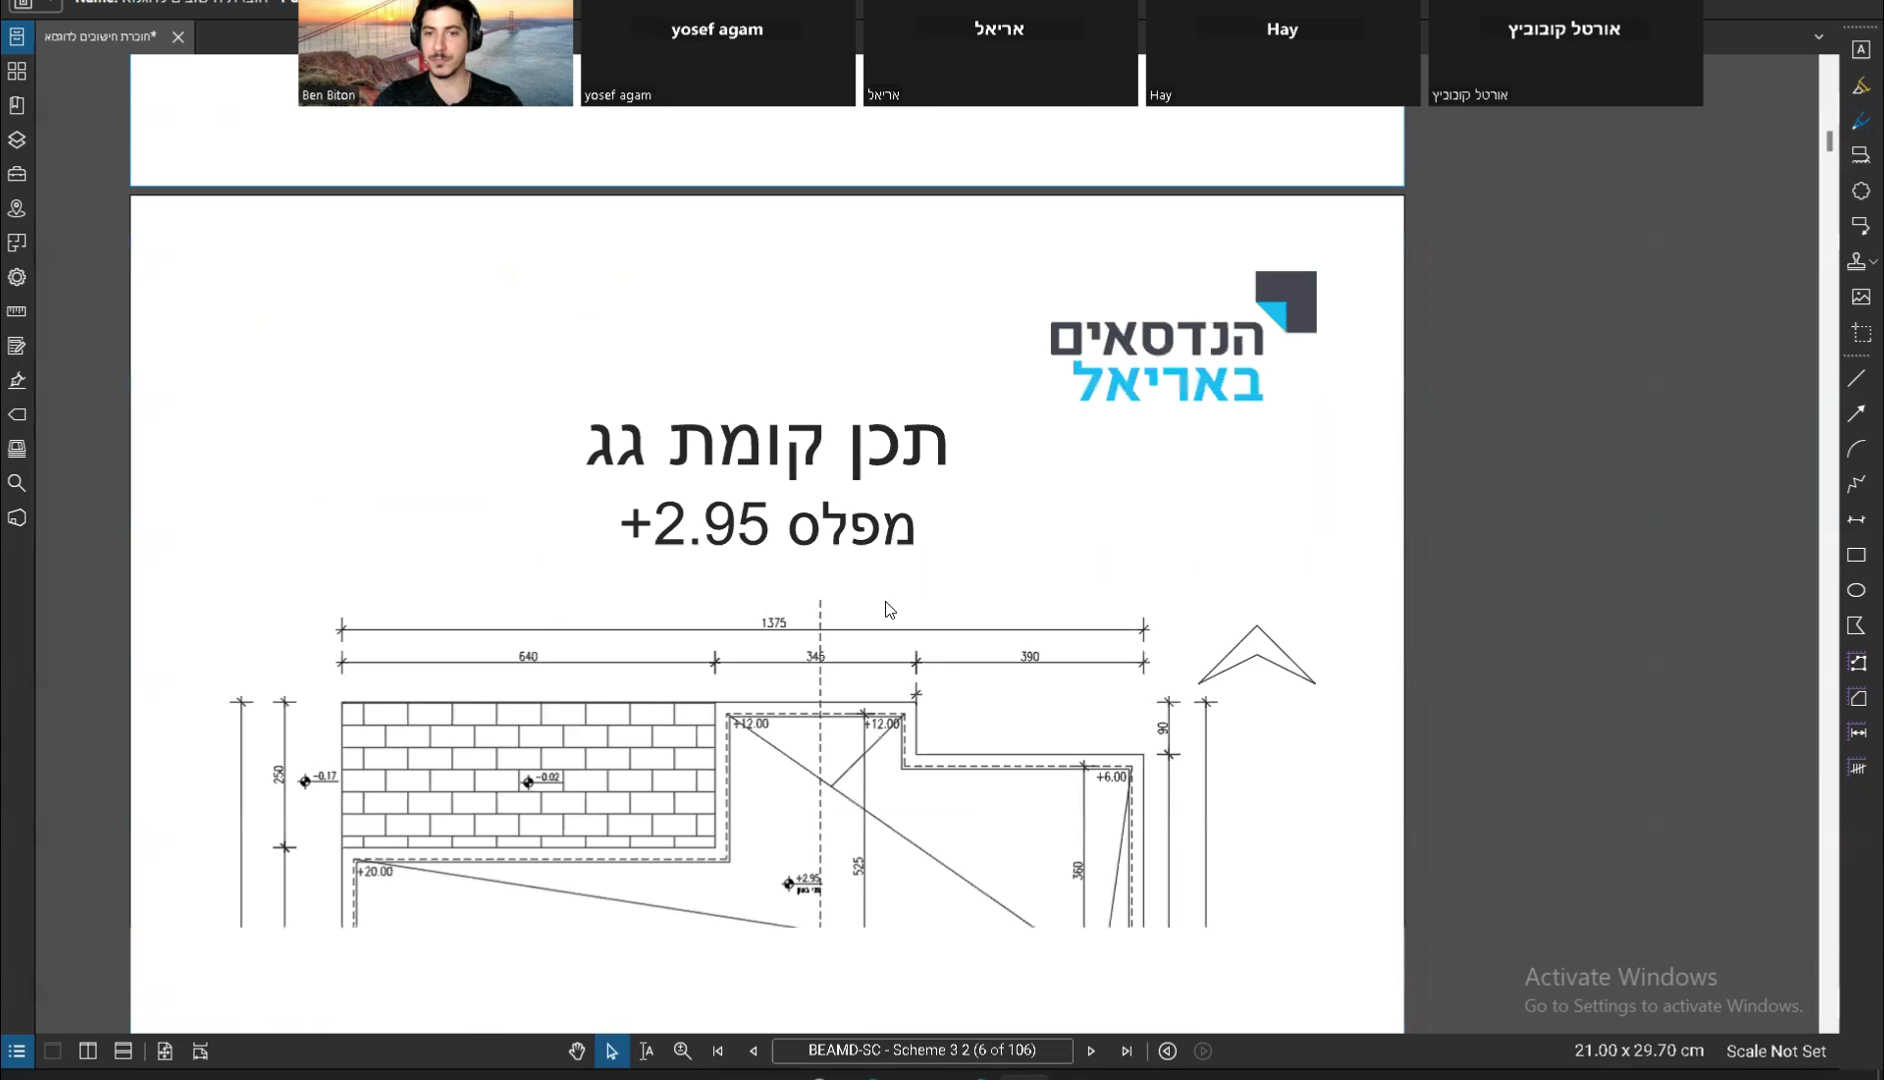 yosef agam
אריאל
Hay
אורטל קובוביץ
Ben Biton
yosef agam
אריאל
Hay
אורטל קובוביץ
חוברת חישובים לדוגמא*
הנדסאים
באריאל
תכן קומת גג
מפלס 2.95+
1375
640
345
390
+12.00
+12.00
90
+6.00
250
-0.17
-0.02
+20.00
+2.95
525
360
Activate Windows
Go to Settings to activate Windows.
BEAMD-SC - Scheme 3 2 (6 of 106)
21.00 x 29.70 cm
Scale Not Set